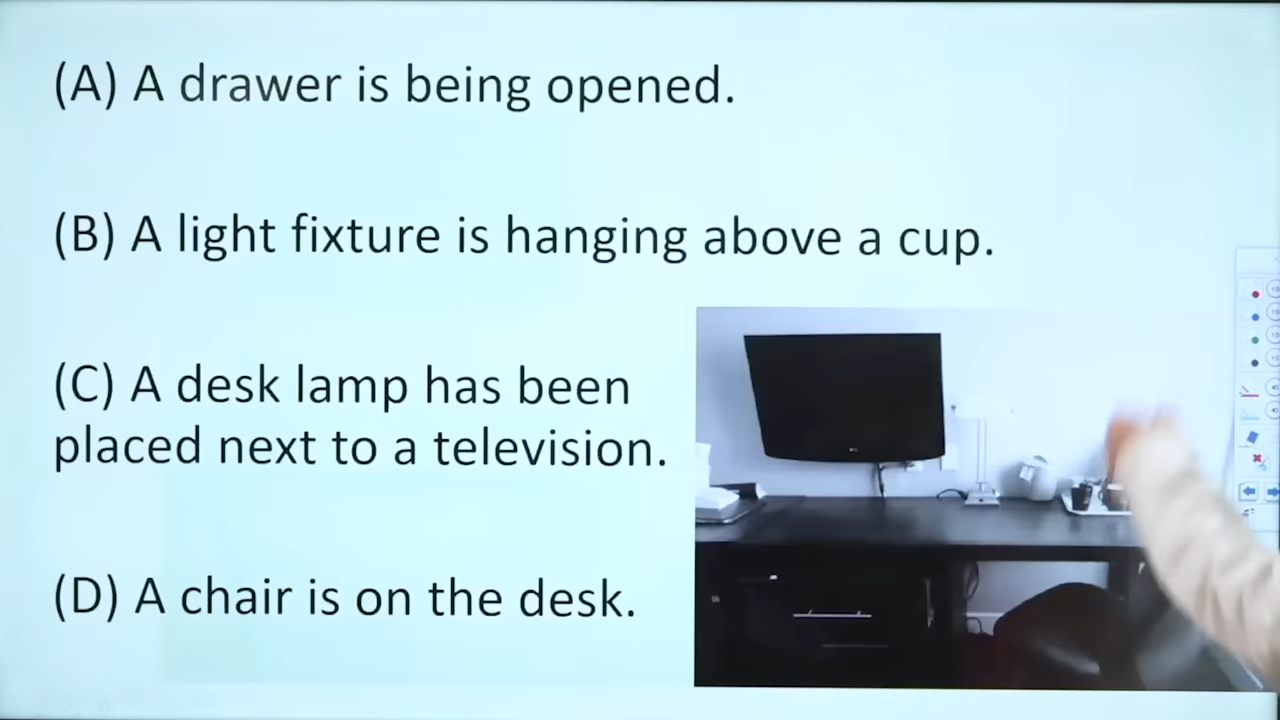 (A) A drawer is being opened.
(B) A light fixture is hanging above a cup.
(C) A desk lamp has been
placed next to a television.
(D) A chair is on the desk.